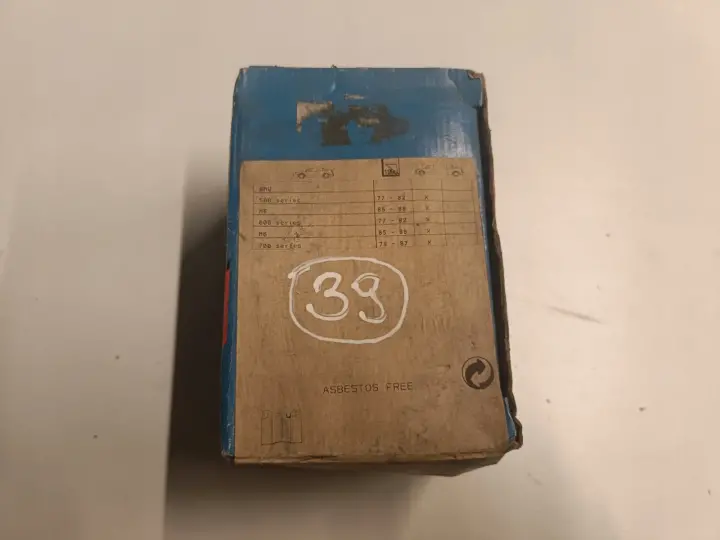 BMW
500 series 77 - 82 X
M5 85 - 88 X
600 series 77 - 82 X
M6 85 - 88 X
700 series 78 - 87 X
39
ASBESTOS FREE